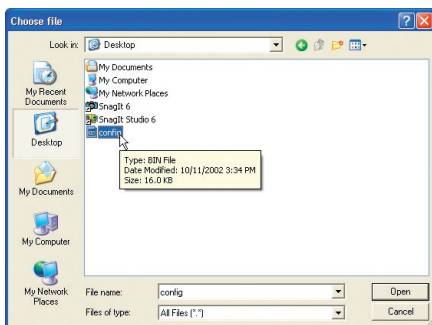 Choose file
Look in: Desktop
My Recent
Documents
Desktop
My Documents
My Computer
My Network
Places
My Documents
My Computer
My Network Places
SnagIt 6
SnagIt Studio 6
config
Type: BIN File
Date Modified: 10/11/2002 3:34 PM
Size: 16.0 KB
File name: config Open
Files of type: All Files (*.*) Cancel